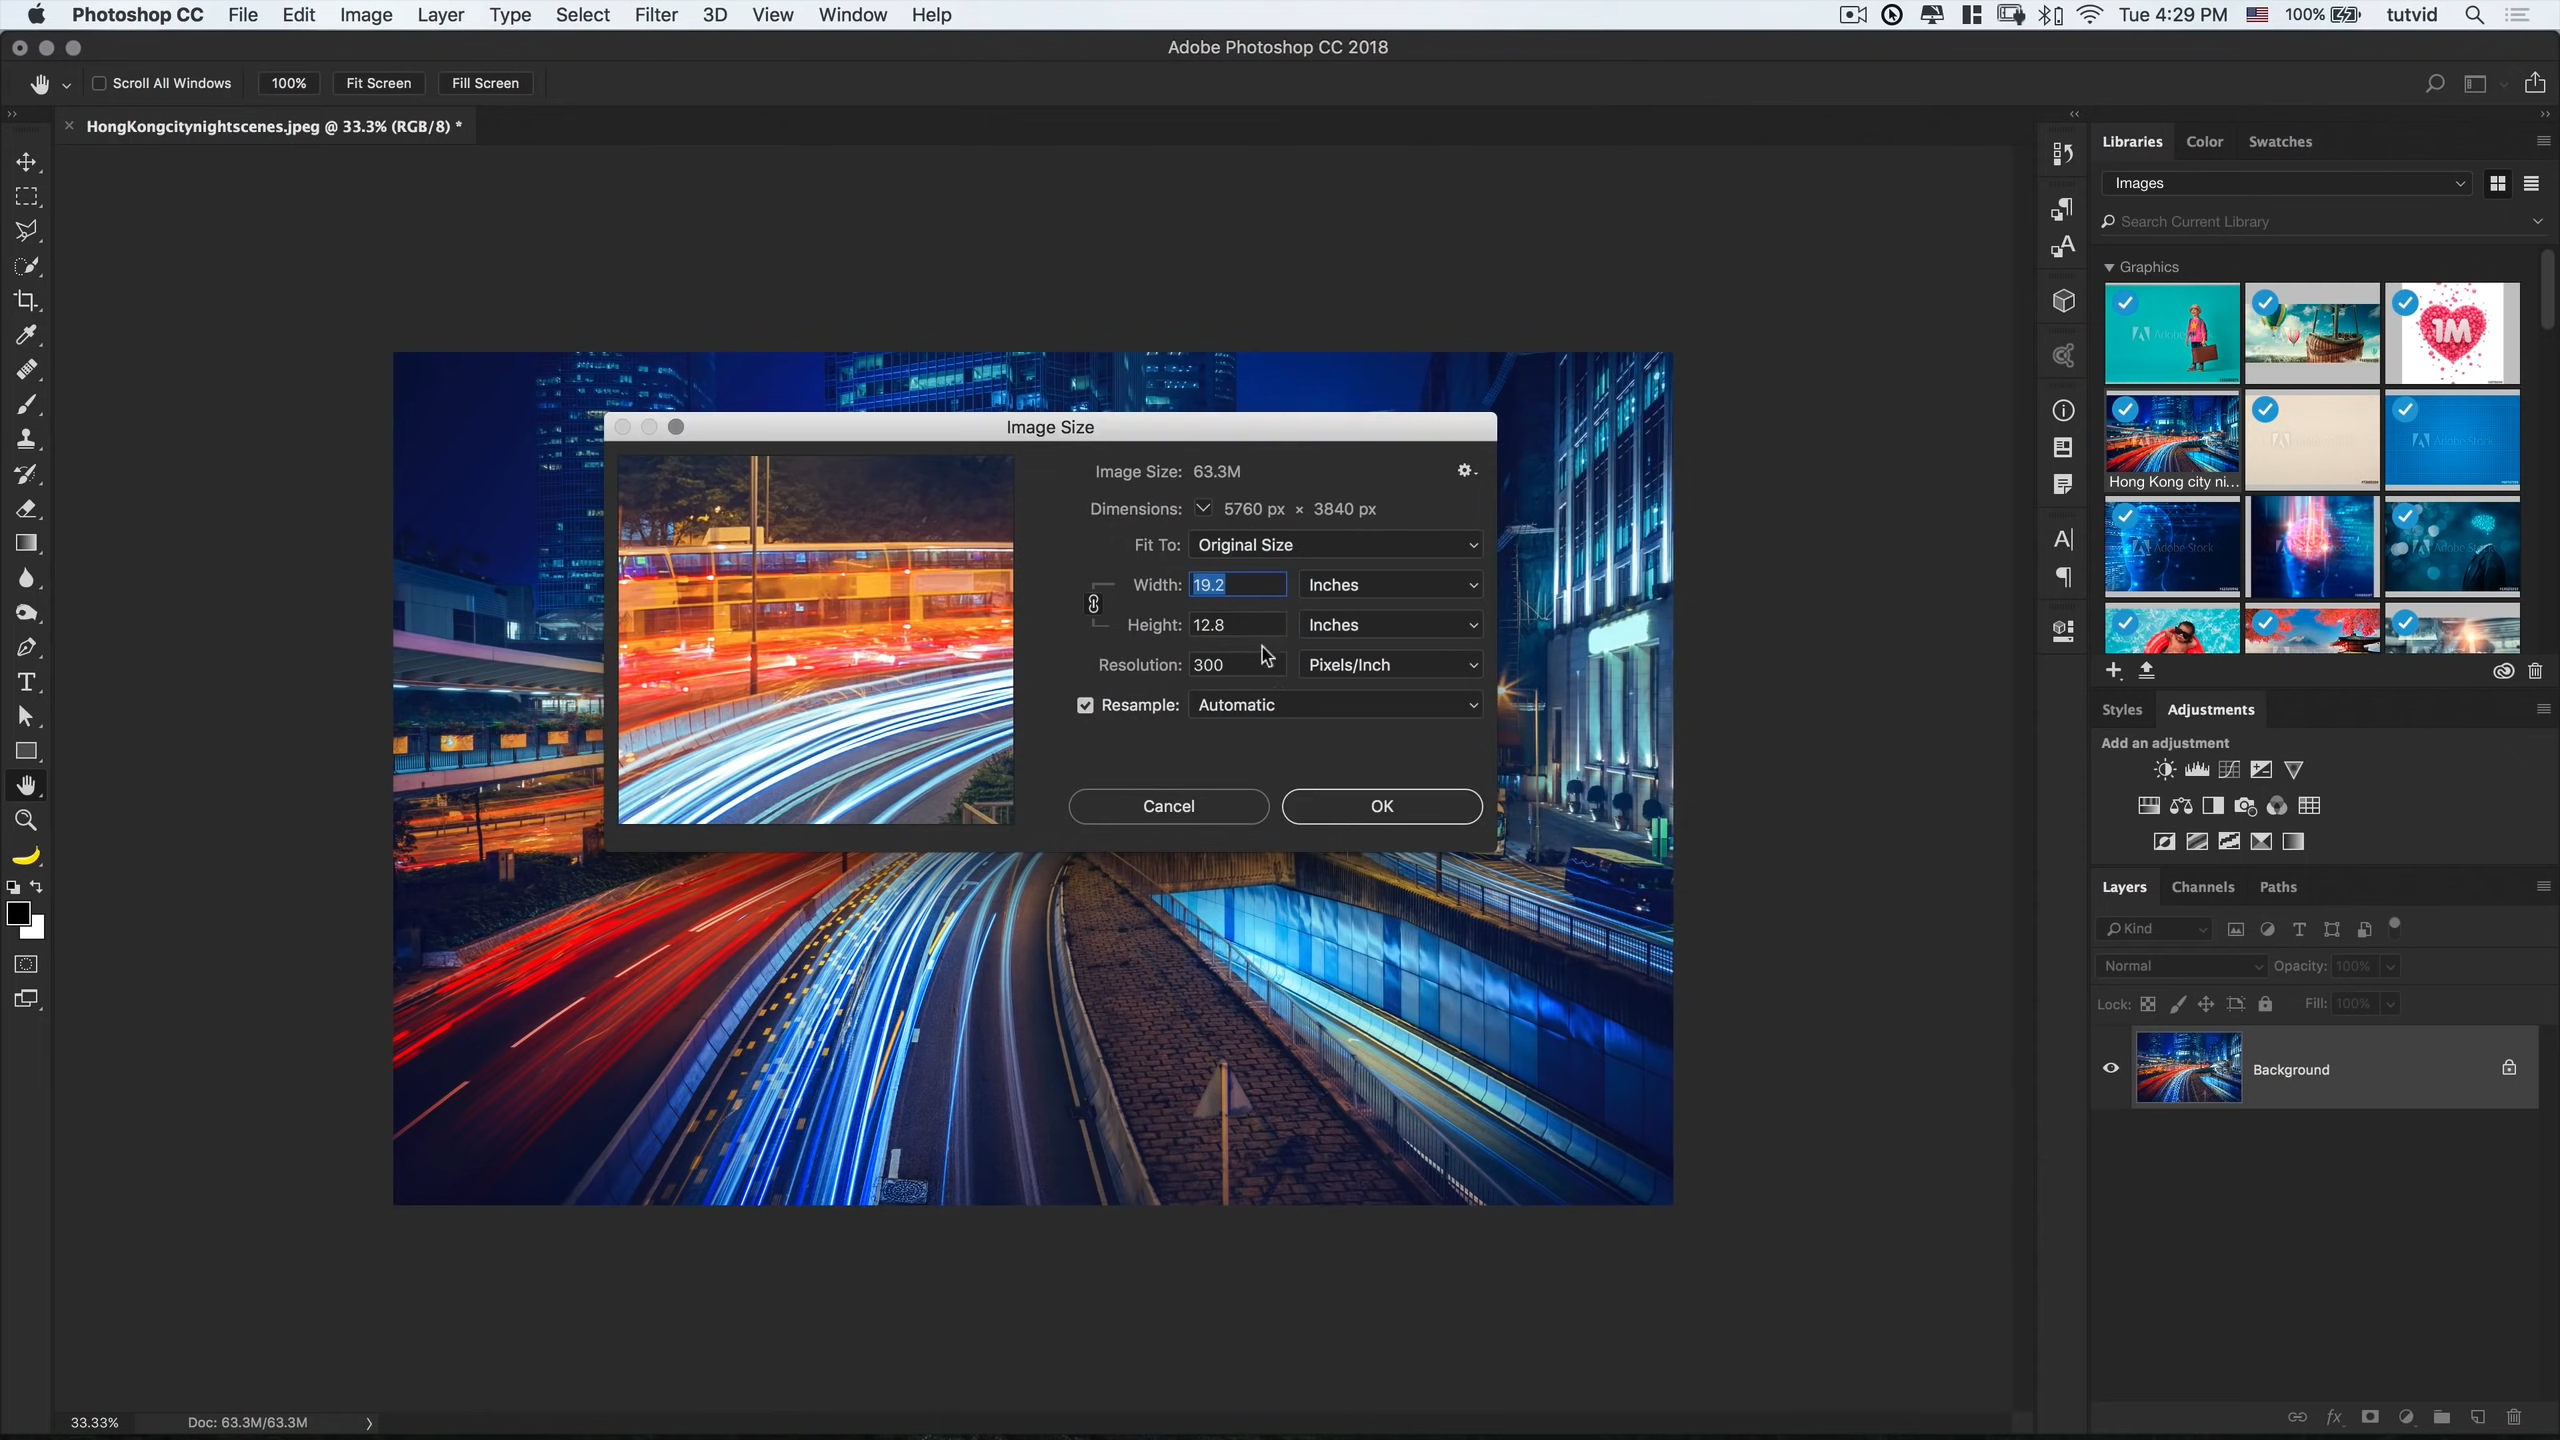 Photoshop CC File Edit Image Layer Type Select Filter 3D View Window Help Tue 4:29 PM 100% tutvid
Adobe Photoshop CC 2018
Scroll All Windows 100% Fit Screen Fill Screen
HongKongcitynightscenes.jpeg @ 33.3% (RGB/8) *
Libraries Color Swatches
Images
Search Current Library
Graphics
1M
Hong Kong city ni...
Adobe Stock
Image Size
Image Size: 63.3M
Dimensions: 5760 px × 3840 px
Fit To: Original Size
Width: 19.2 Inches
Height: 12.8 Inches
Resolution: 300 Pixels/Inch
Resample: Automatic
Cancel OK
Styles Adjustments
Add an adjustment
Layers Channels Paths
Kind
Normal Opacity: 100%
Lock: Fill: 100%
Background
33.33% Doc: 63.3M/63.3M